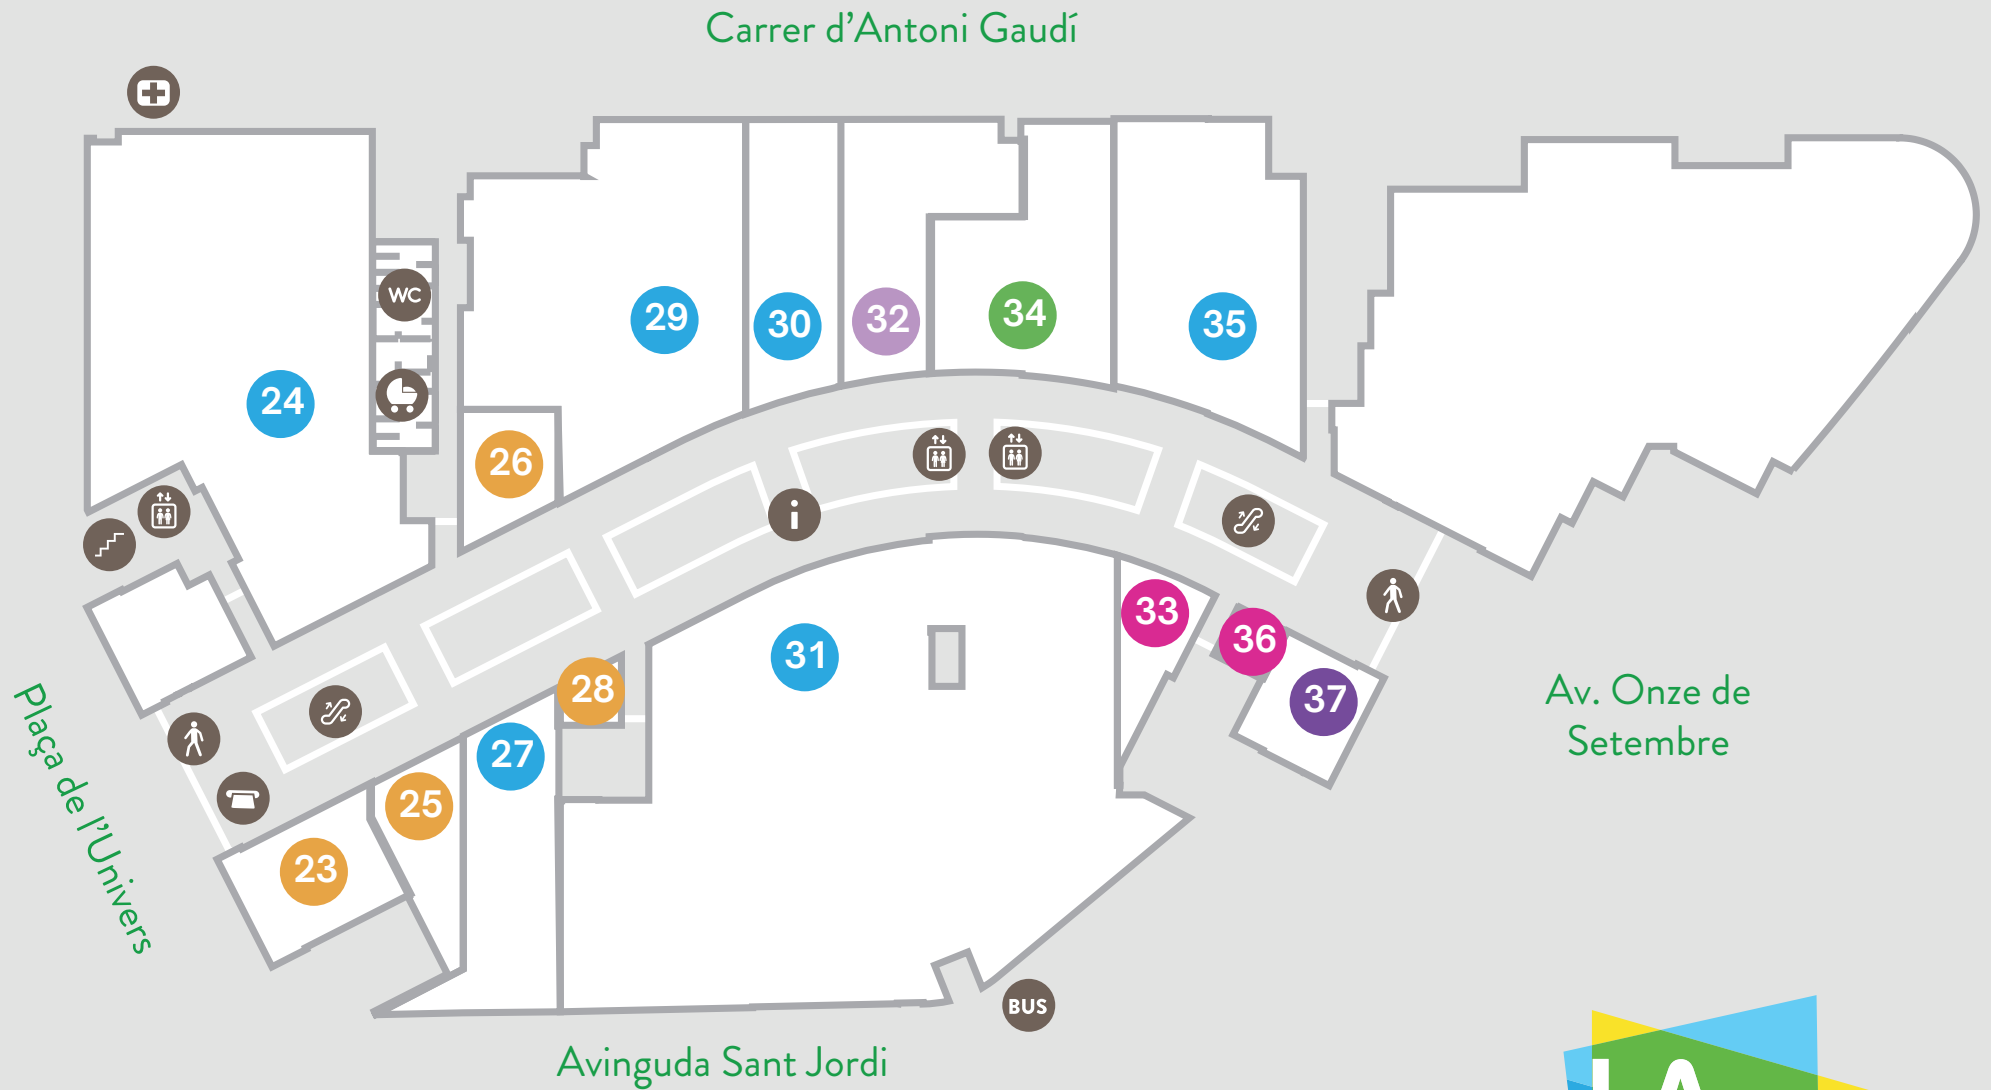 Carrer d'Antoni Gaudí
WC
29
30
32
34
35
24
26
i
33
36
31
28
37
27
25
23
Plaça de l'Univers
Av. Onze de
Setembre
BUS
Avinguda Sant Jordi
LA